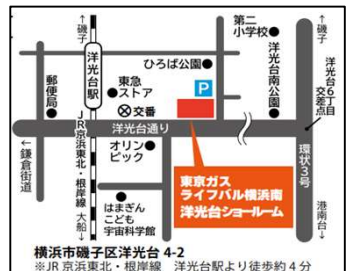 ←磯子
第二
小学校
←磯子
洋光台駅
ひろば公園
洋光台南公園
洋光台6丁目
交差点
郵便局
東急
ストア
P
交番
洋光台通り
JR京浜東北・根岸線
←鎌倉街道
オリン
ピック
環状3号
東京ガス
ライフバル横浜南
洋光台ショールーム
はまぎん
こども
宇宙科学館
大船→
港南台→
横浜市磯子区洋光台 4-2
※JR京浜東北・根岸線 洋光台駅より徒歩約4分